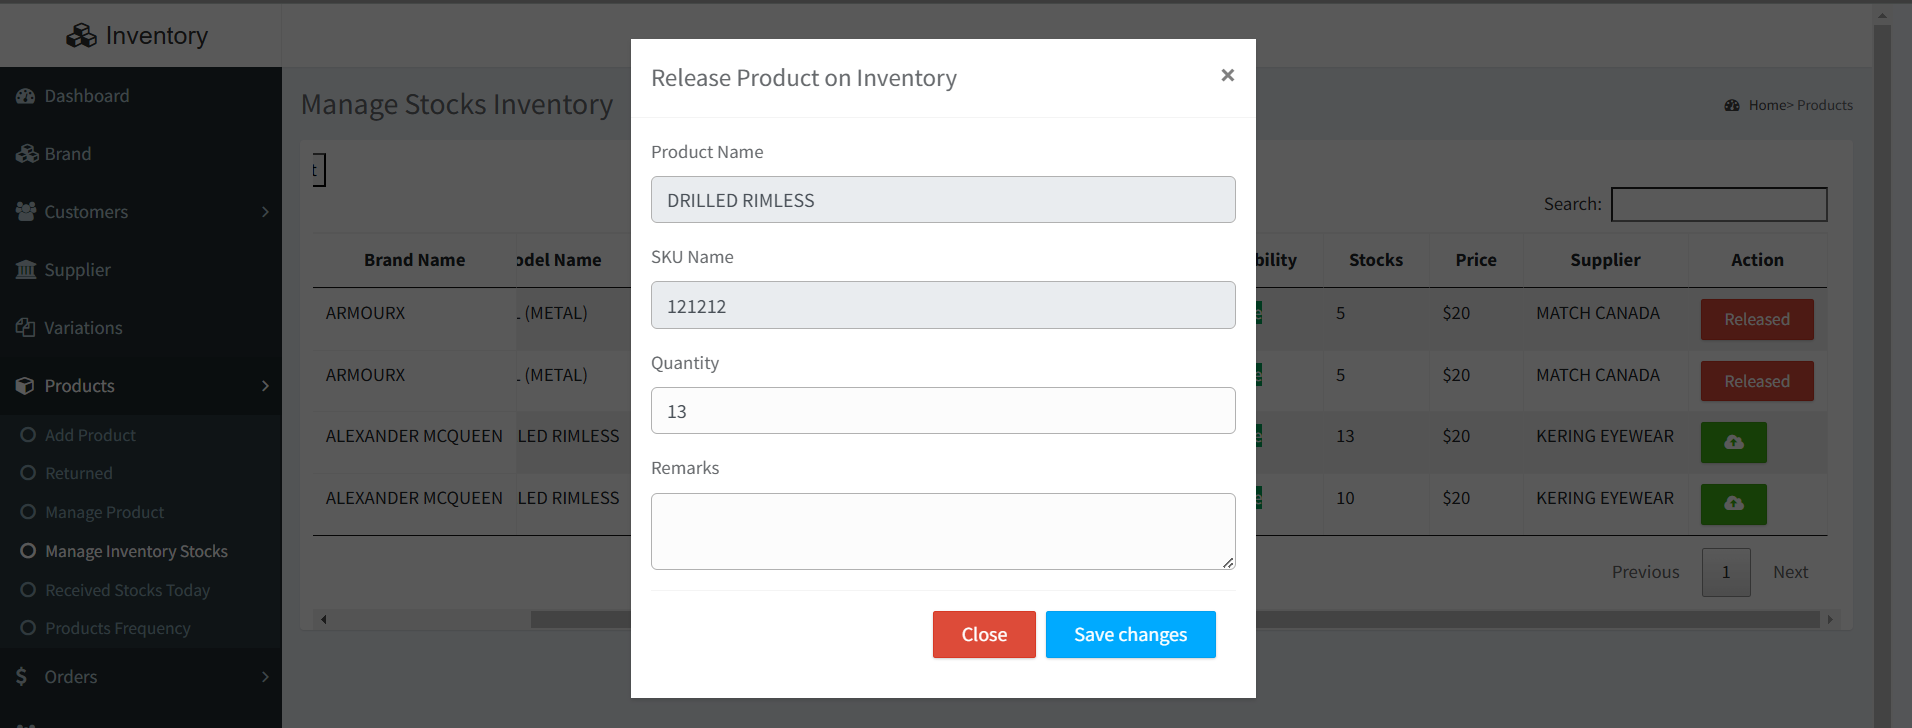 Inventory
Dashboard
Brand
Customers
Supplier
Variations
Products
Add Product
Returned
Manage Product
Manage Inventory Stocks
Received Stocks Today
Products Frequency
Orders
Manage Stocks Inventory
Home> Products
t
Search:
Brand Name odel Name bility Stocks Price Supplier Action
ARMOURX L (METAL) e 5 $20 MATCH CANADA Released
ARMOURX L (METAL) e 5 $20 MATCH CANADA Released
ALEXANDER MCQUEEN LED RIMLESS e 13 $20 KERING EYEWEAR
ALEXANDER MCQUEEN LED RIMLESS e 10 $20 KERING EYEWEAR
Previous 1 Next
Release Product on Inventory ×
Product Name
DRILLED RIMLESS
SKU Name
121212
Quantity
13
Remarks
Close Save changes